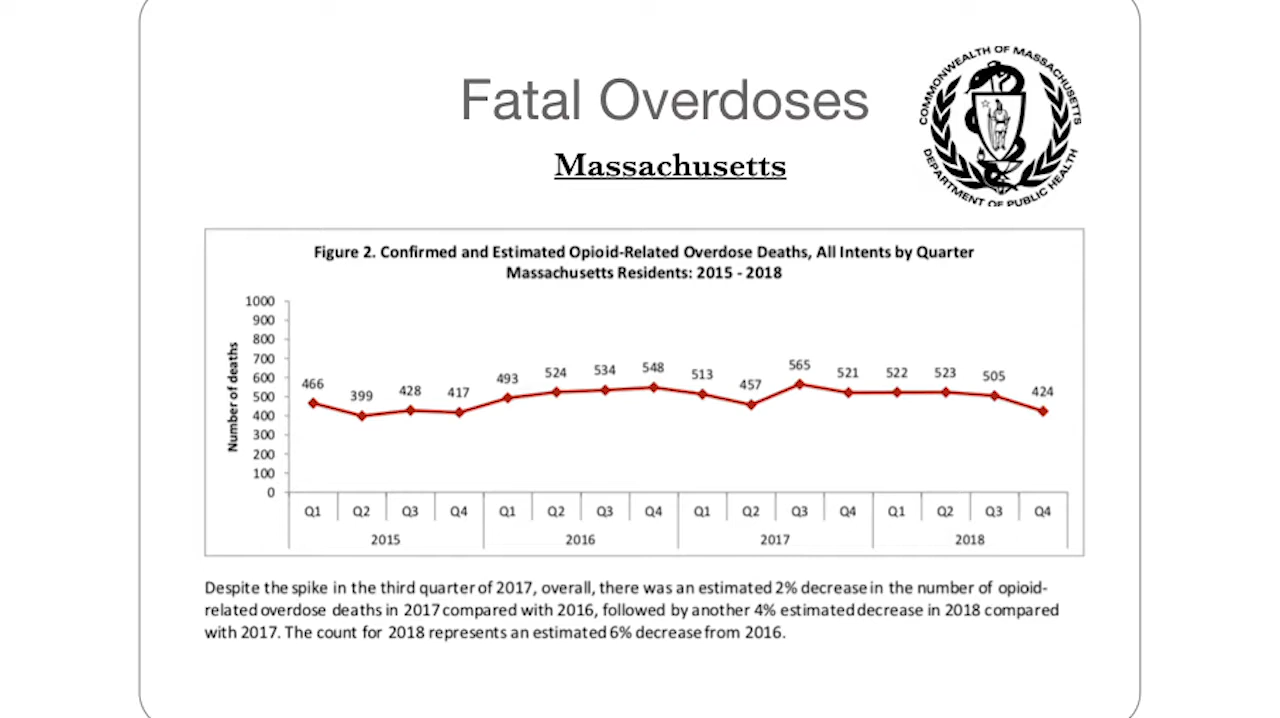 Fatal Overdoses
COMMONWEALTH OF MASSACHUSETTS
DEPARTMENT OF PUBLIC HEALTH
Massachusetts
Figure 2. Confirmed and Estimated Opioid-Related Overdose Deaths, All Intents by Quarter
Massachusetts Residents: 2015 - 2018
Number of deaths
1000
900
800
700
600
500
400
300
200
100
0
466 399 428 417 493 524 534 548 513 457 565 521 522 523 505 424
Q1 Q2 Q3 Q4 Q1 Q2 Q3 Q4 Q1 Q2 Q3 Q4 Q1 Q2 Q3 Q4
2015 2016 2017 2018
Despite the spike in the third quarter of 2017, overall, there was an estimated 2% decrease in the number of opioid-
related overdose deaths in 2017 compared with 2016, followed by another 4% estimated decrease in 2018 compared
with 2017. The count for 2018 represents an estimated 6% decrease from 2016.